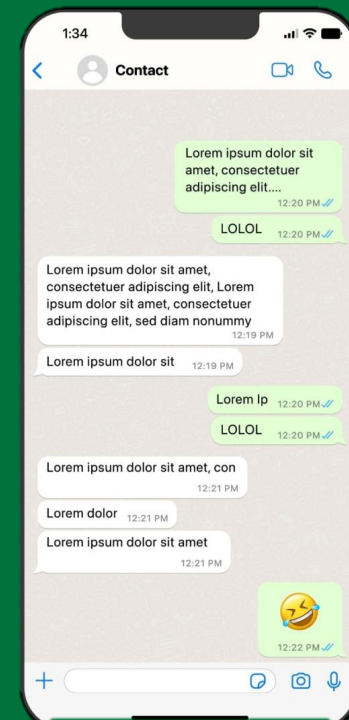 1:34
Contact
Lorem ipsum dolor sit
amet, consectetuer
adipiscing elit....
12:20 PM
LOLOL 12:20 PM
Lorem ipsum dolor sit amet,
consectetuer adipiscing elit, Lorem
ipsum dolor sit amet, consectetuer
adipiscing elit, sed diam nonummy
12:19 PM
Lorem ipsum dolor sit 12:19 PM
Lorem Ip 12:20 PM
LOLOL 12:20 PM
Lorem ipsum dolor sit amet, con
12:21 PM
Lorem dolor 12:21 PM
Lorem ipsum dolor sit amet
12:21 PM
12:22 PM